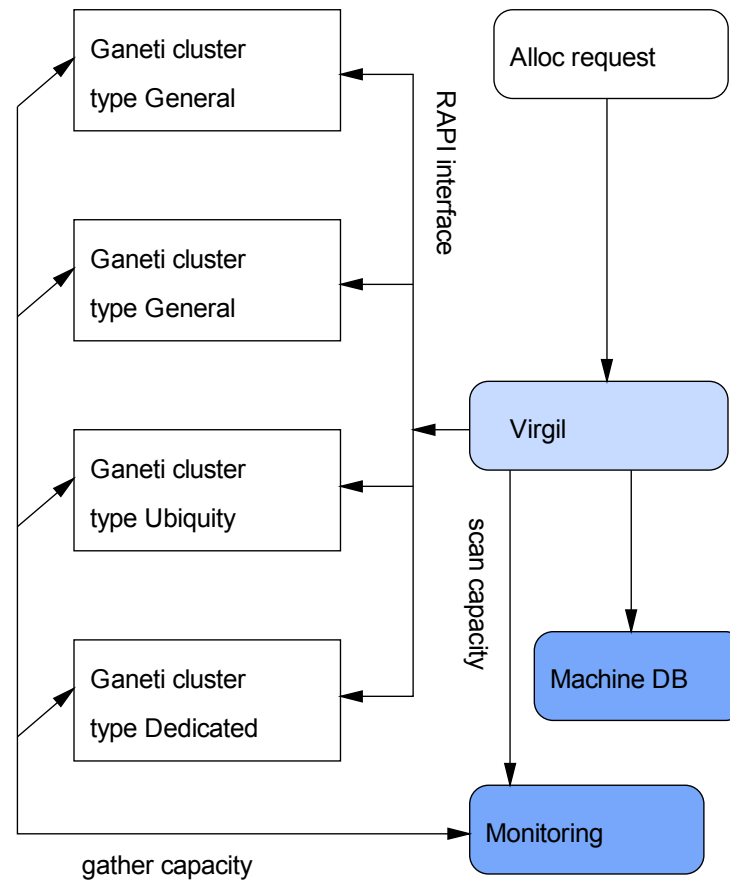 Ganeti cluster
type General
Alloc request
RAPI interface
Ganeti cluster
type General
Virgil
Ganeti cluster
type Ubiquity
scan capacity
Ganeti cluster
type Dedicated
Machine DB
Monitoring
gather capacity